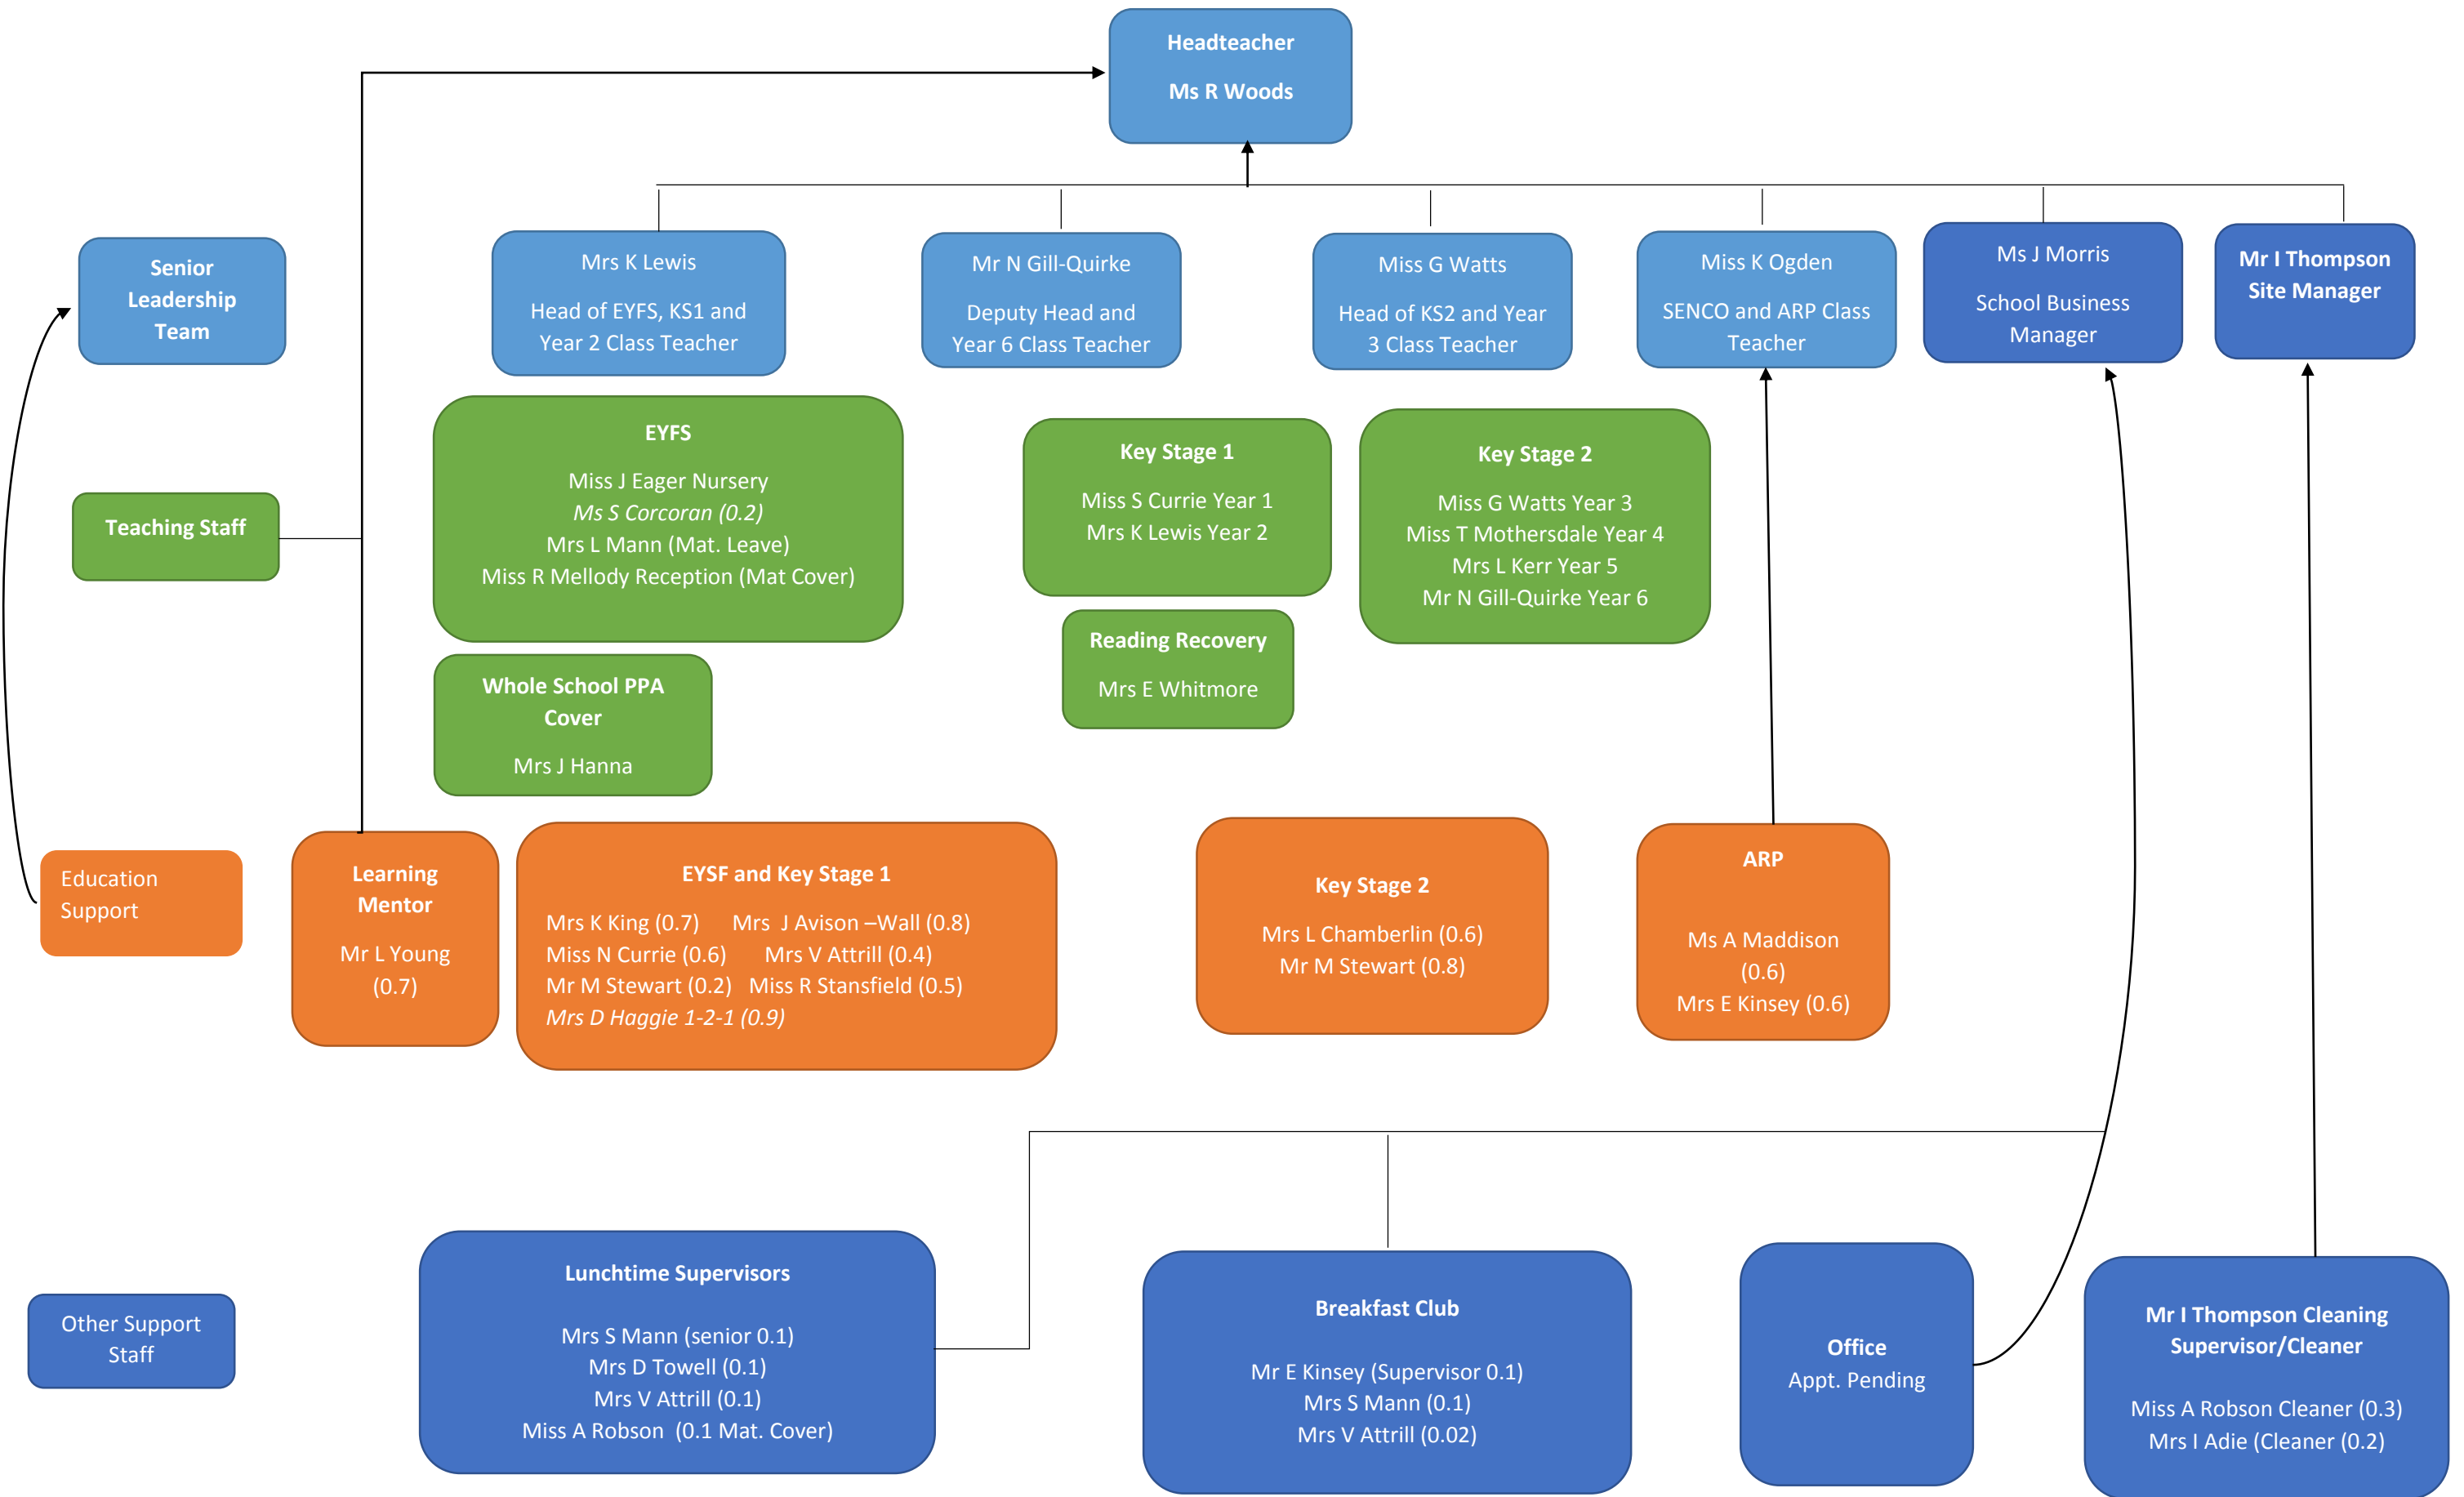 Headteacher
Ms R Woods
Senior
Leadership
Team
Mrs K Lewis
Head of EYFS, KS1 and
Year 2 Class Teacher
Mr N Gill-Quirke
Deputy Head and
Year 6 Class Teacher
Miss G Watts
Head of KS2 and Year
3 Class Teacher
Miss K Ogden
SENCO and ARP Class
Teacher
Ms J Morris
School Business
Manager
Mr I Thompson
Site Manager
Teaching Staff
EYFS
Miss J Eager Nursery
Ms S Corcoran (0.2)
Mrs L Mann (Mat. Leave)
Miss R Mellody Reception (Mat Cover)
Key Stage 1
Miss S Currie Year 1
Mrs K Lewis Year 2
Key Stage 2
Miss G Watts Year 3
Miss T Mothersdale Year 4
Mrs L Kerr Year 5
Mr N Gill-Quirke Year 6
Reading Recovery
Mrs E Whitmore
Whole School PPA
Cover
Mrs J Hanna
Education
Support
Learning
Mentor
Mr L Young
(0.7)
EYSF and Key Stage 1
Mrs K King (0.7) Mrs J Avison –Wall (0.8)
Miss N Currie (0.6) Mrs V Attrill (0.4)
Mr M Stewart (0.2) Miss R Stansfield (0.5)
Mrs D Haggie 1-2-1 (0.9)
Key Stage 2
Mrs L Chamberlin (0.6)
Mr M Stewart (0.8)
ARP
Ms A Maddison
(0.6)
Mrs E Kinsey (0.6)
Other Support
Staff
Lunchtime Supervisors
Mrs S Mann (senior 0.1)
Mrs D Towell (0.1)
Mrs V Attrill (0.1)
Miss A Robson (0.1 Mat. Cover)
Breakfast Club
Mr E Kinsey (Supervisor 0.1)
Mrs S Mann (0.1)
Mrs V Attrill (0.02)
Office
Appt. Pending
Mr I Thompson Cleaning
Supervisor/Cleaner
Miss A Robson Cleaner (0.3)
Mrs I Adie (Cleaner (0.2)